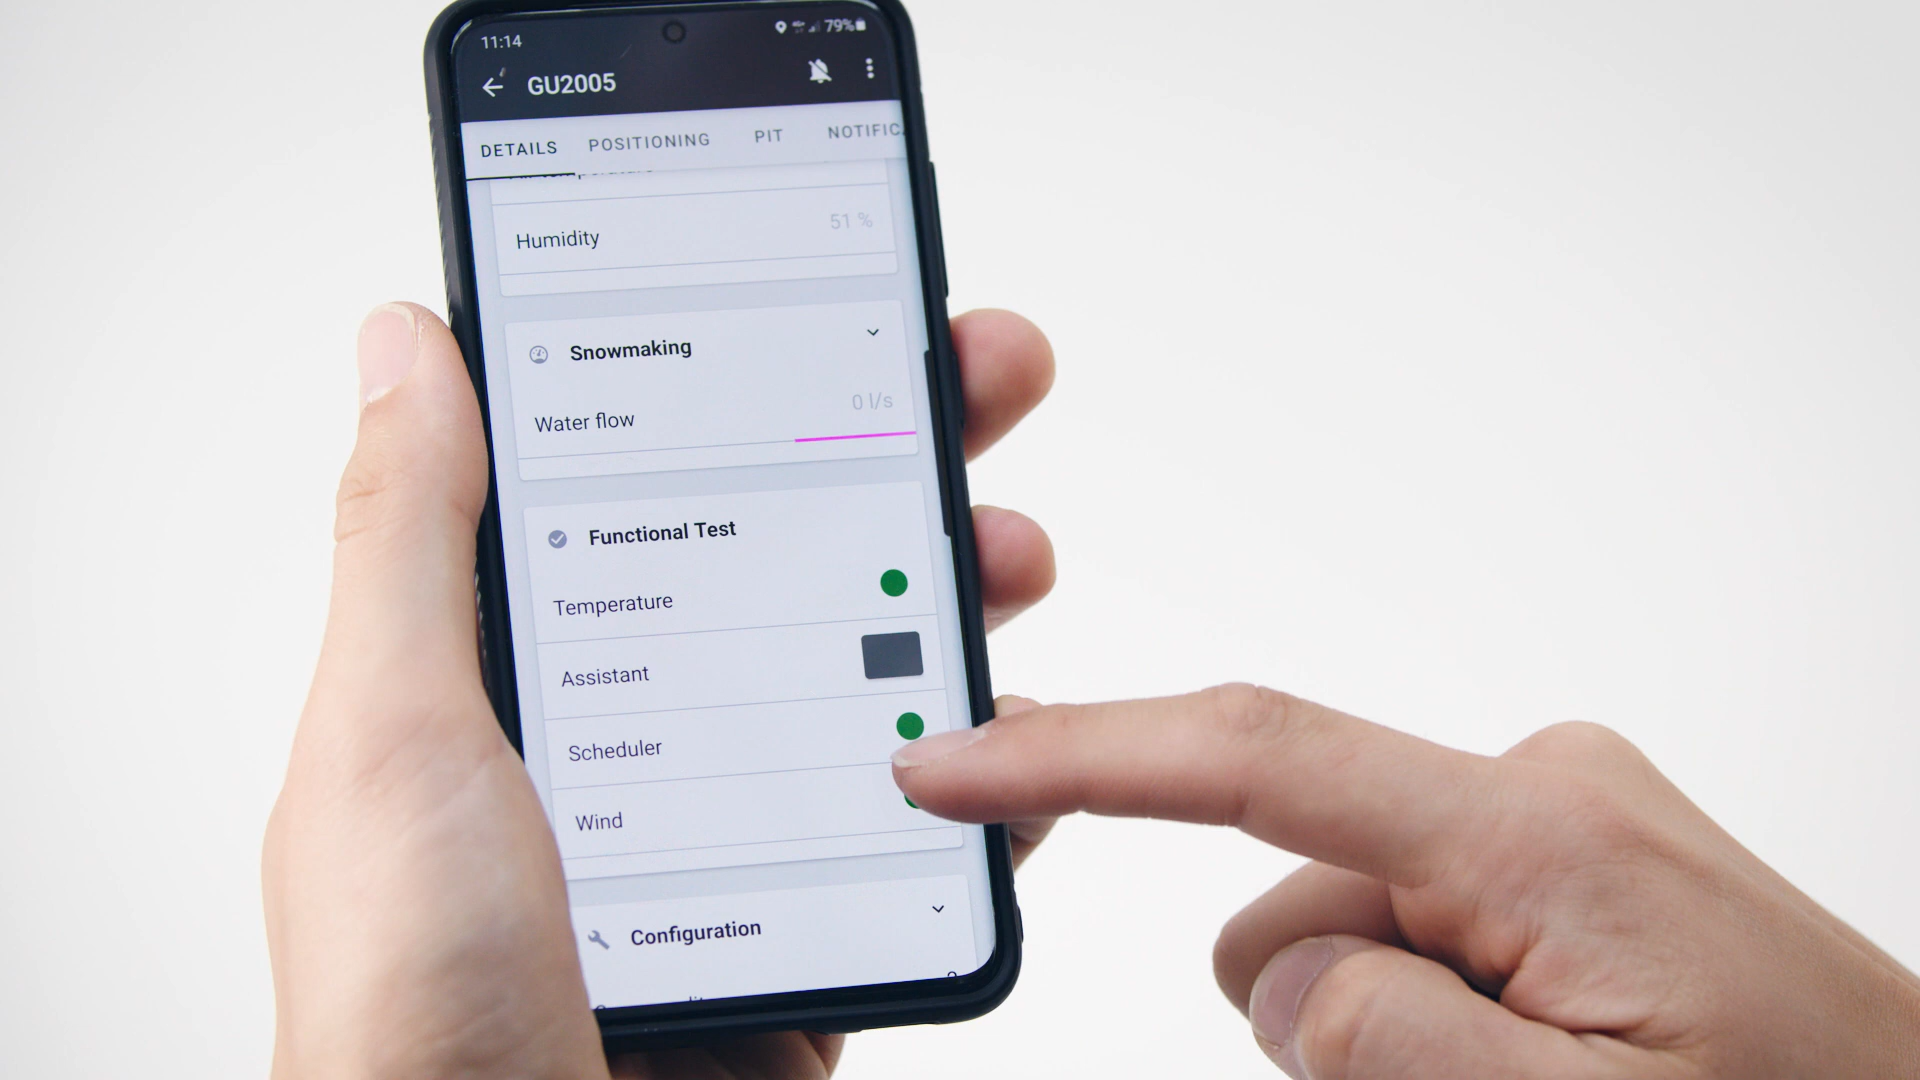 11:14 79%
GU2005
DETAILS POSITIONING PIT NOTIFICA
Humidity 51 %
Snowmaking
Water flow 0 l/s
Functional Test
Temperature
Assistant
Scheduler
Wind
Configuration